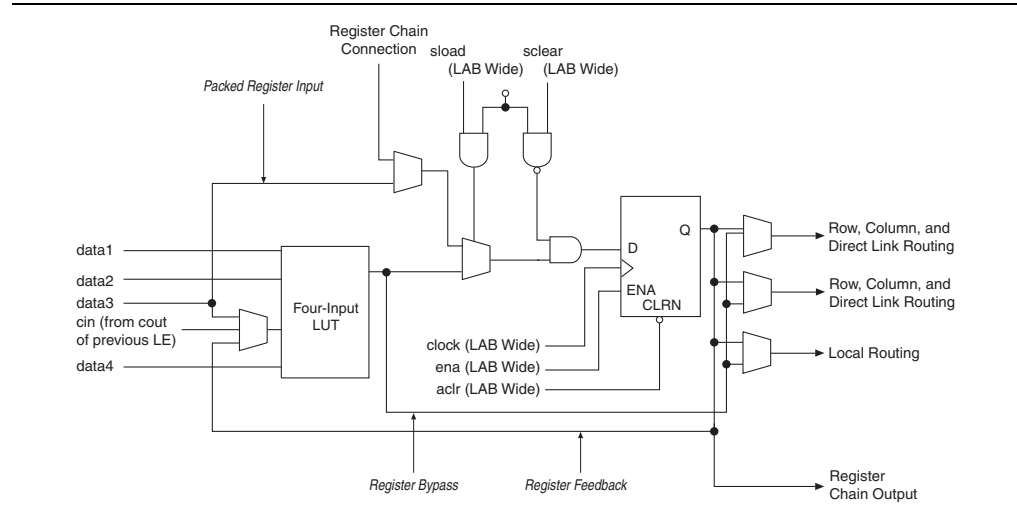 Register Chain
Connection
sload
(LAB Wide)
sclear
(LAB Wide)
Packed Register Input
data1
data2
data3
cin (from cout
of previous LE)
data4
Four-Input
LUT
D
Q
ENA
CLRN
clock (LAB Wide)
ena (LAB Wide)
aclr (LAB Wide)
Row, Column, and
Direct Link Routing
Row, Column, and
Direct Link Routing
Local Routing
Register Bypass
Register Feedback
Register
Chain Output